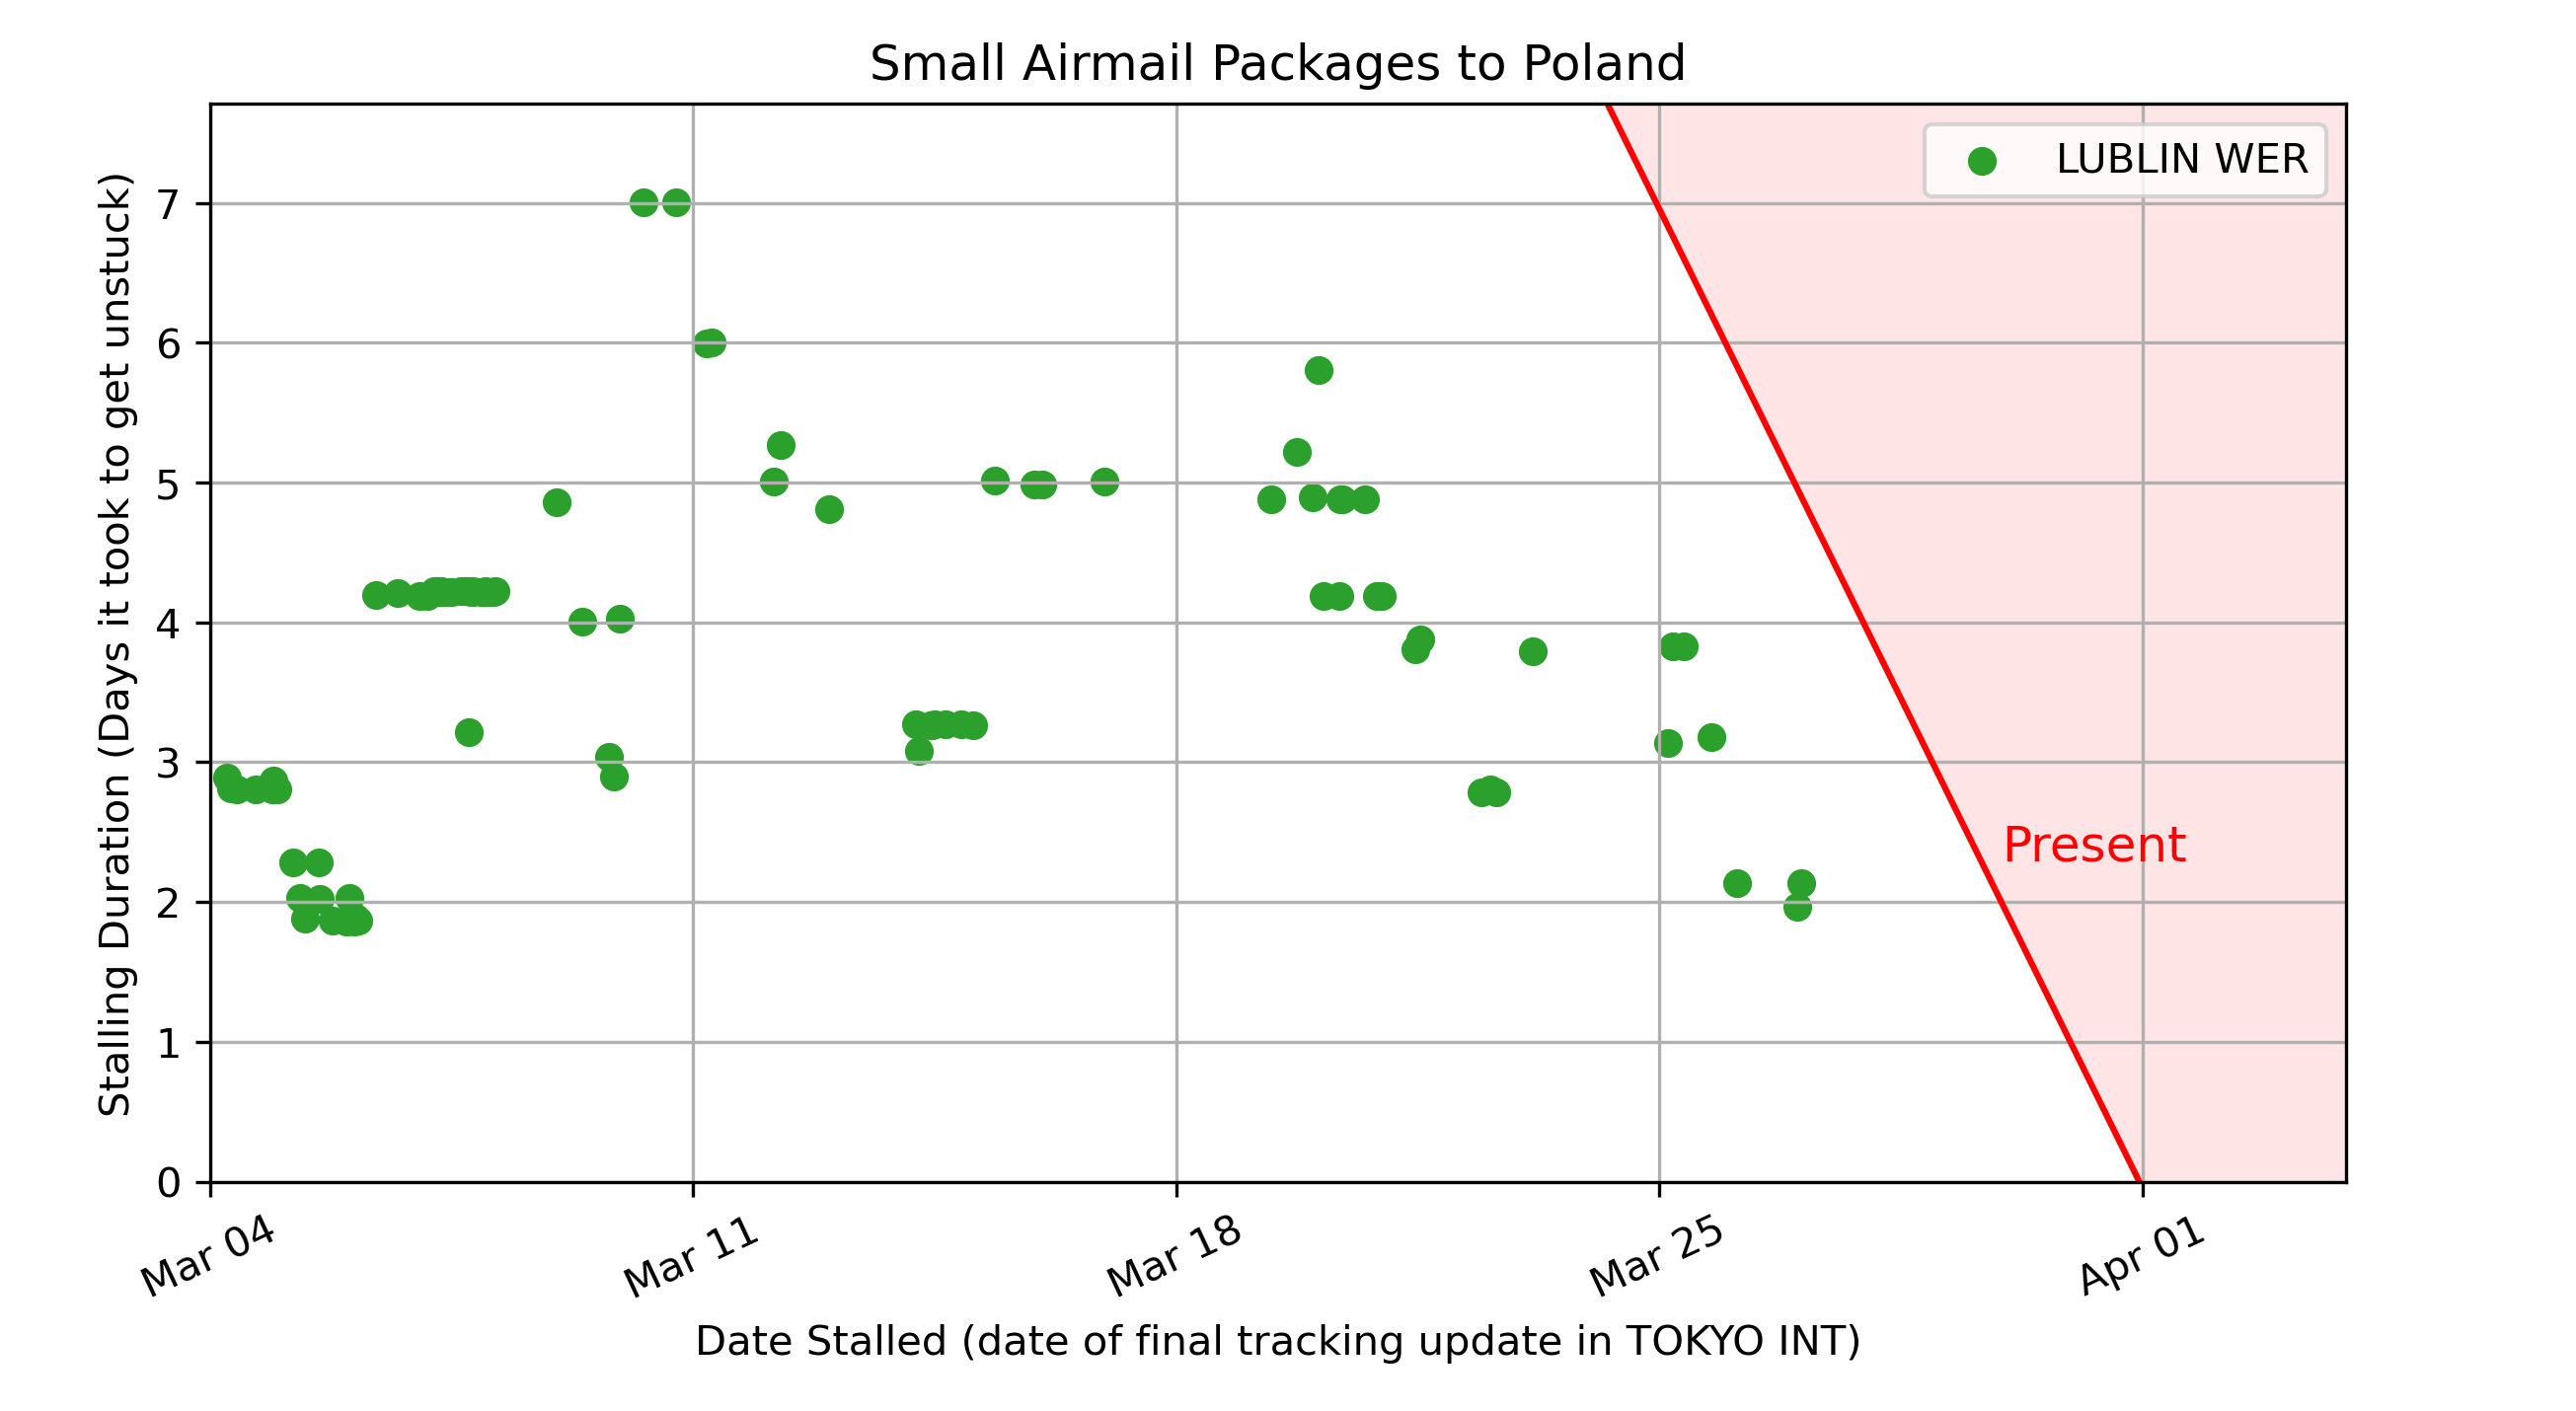 Small Airmail Packages to Poland
LUBLIN WER
Stalling Duration (Days it took to get unstuck)
7
6
5
4
3
2
1
0
Present
Mar 04
Mar 11
Mar 18
Mar 25
Apr 01
Date Stalled (date of final tracking update in TOKYO INT)